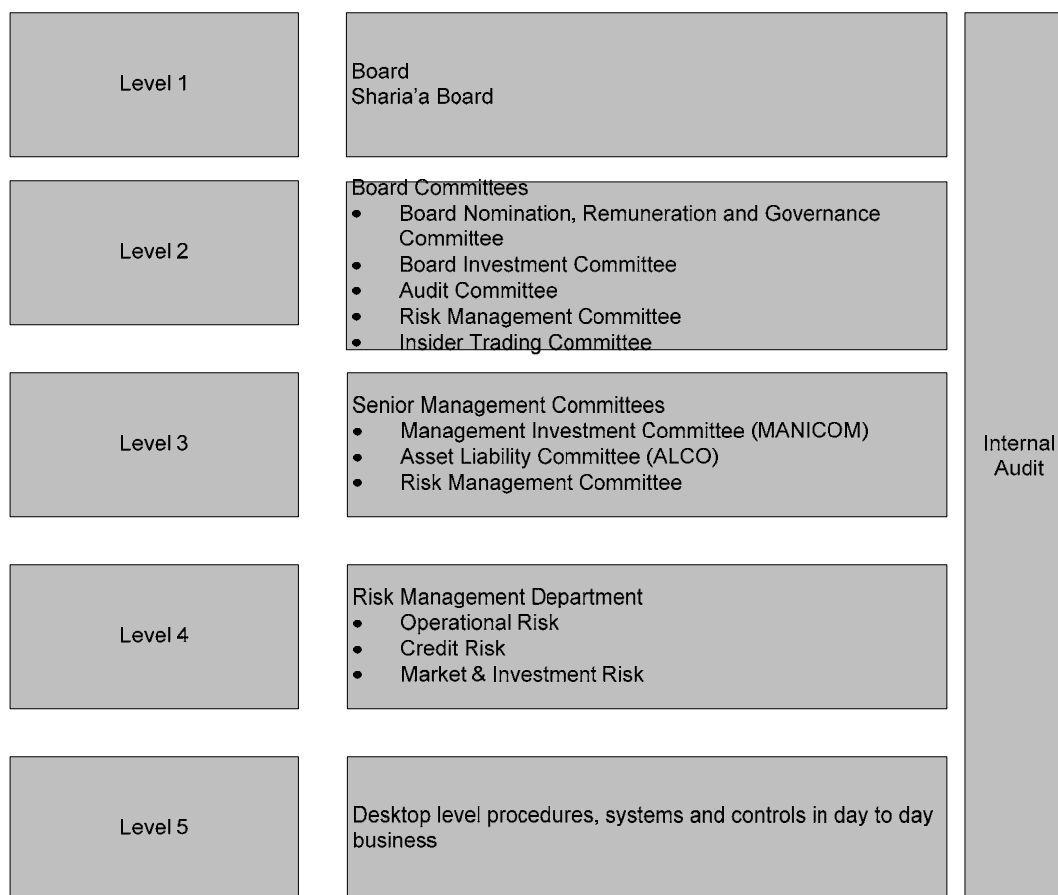 Level 1
Board
Sharia'a Board
Level 2
Board Committees
• Board Nomination, Remuneration and Governance
Committee
• Board Investment Committee
• Audit Committee
• Risk Management Committee
• Insider Trading Committee
Level 3
Senior Management Committees
• Management Investment Committee (MANICOM)
• Asset Liability Committee (ALCO)
• Risk Management Committee
Internal
Audit
Level 4
Risk Management Department
• Operational Risk
• Credit Risk
• Market & Investment Risk
Level 5
Desktop level procedures, systems and controls in day to day
business